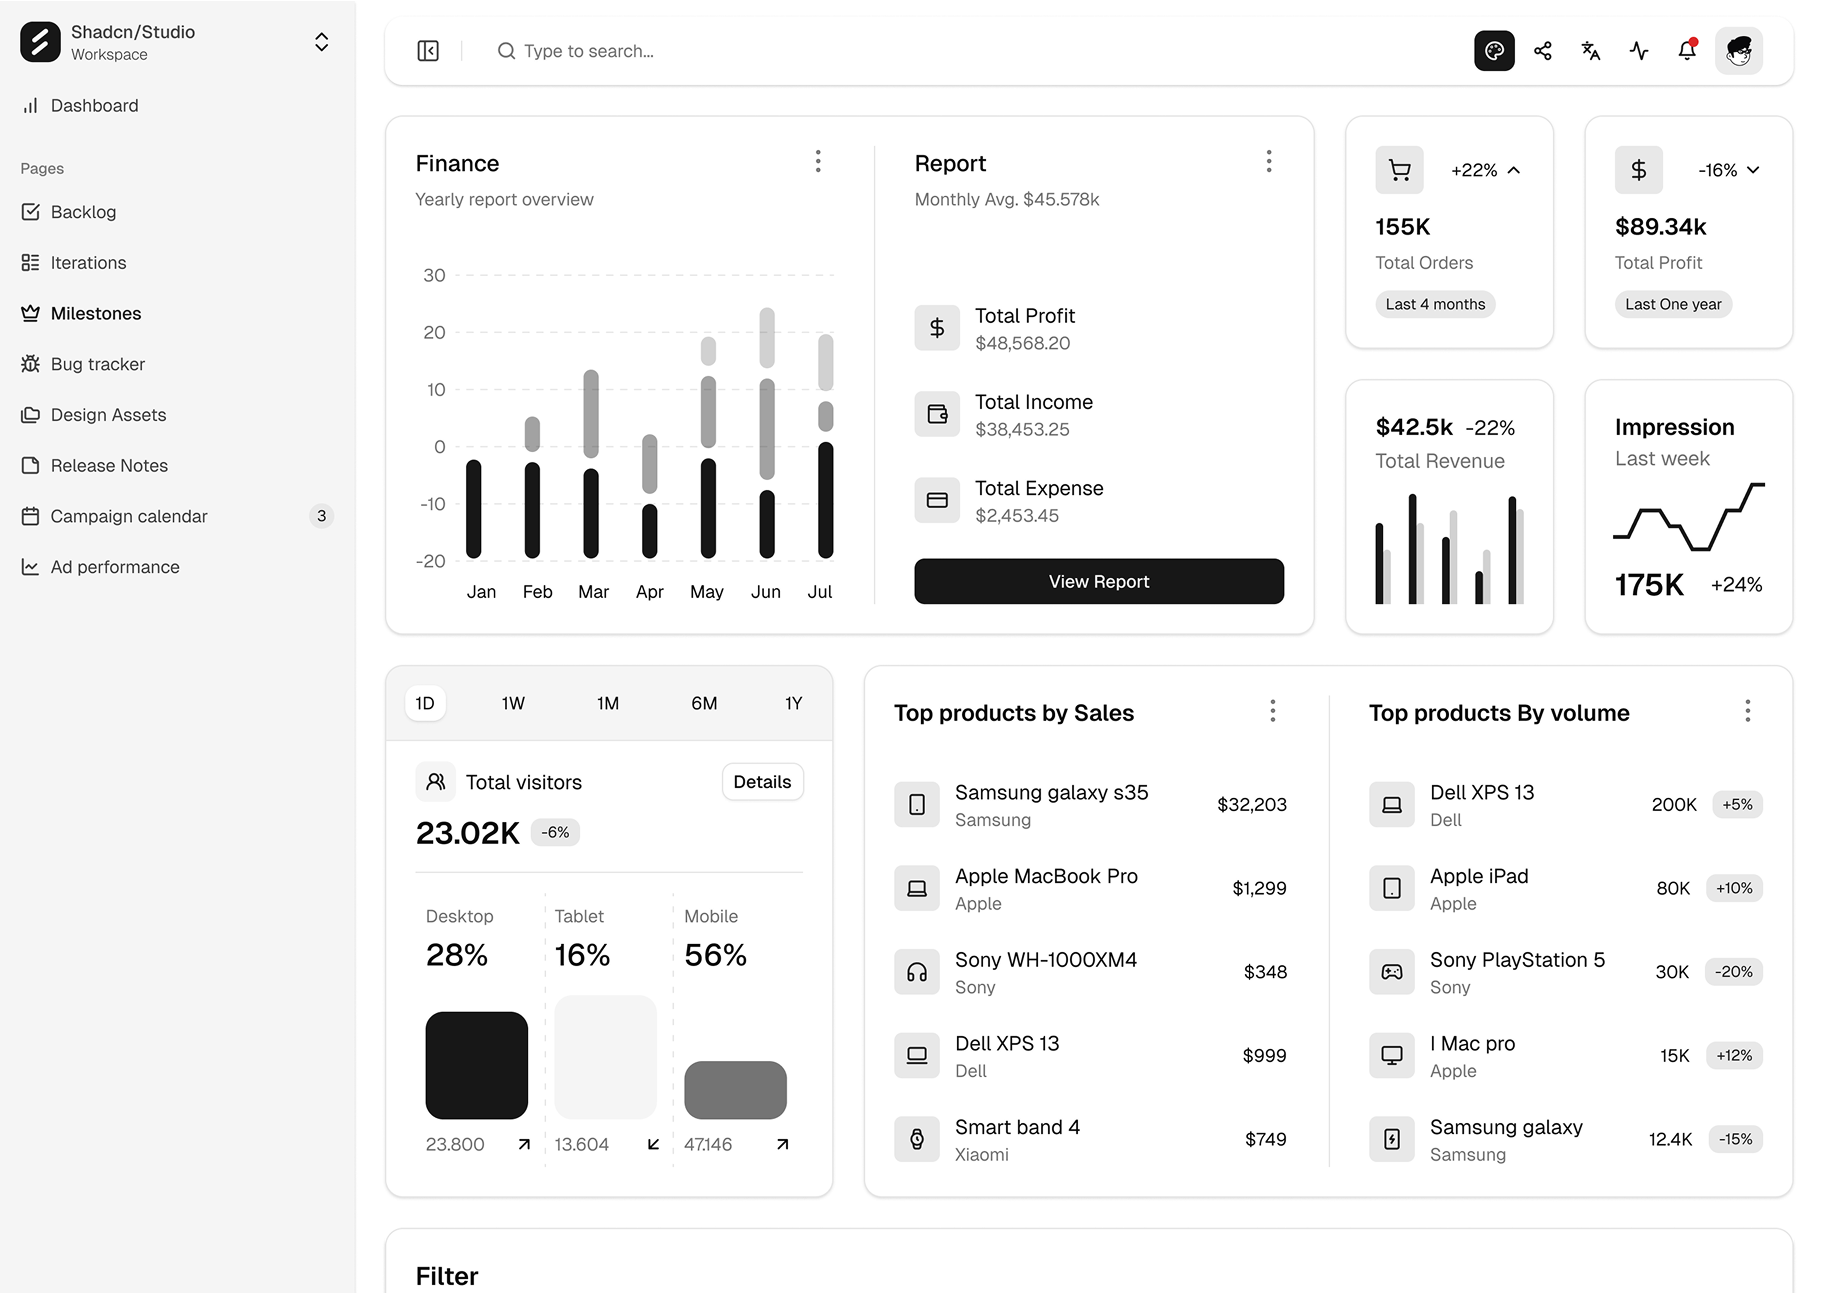 Shadcn/Studio
Workspace
Dashboard
Pages
Backlog
Iterations
Milestones
Bug tracker
Design Assets
Release Notes
Campaign calendar 3
Ad performance
Type to search...
Finance
Yearly report overview
30
20
10
0
-10
-20
Jan Feb Mar Apr May Jun Jul
Report
Monthly Avg. $45.578k
Total Profit
$48,568.20
Total Income
$38,453.25
Total Expense
$2,453.45
View Report
+22%
155K
Total Orders
Last 4 months
-16%
$89.34k
Total Profit
Last One year
$42.5k -22%
Total Revenue
Impression
Last week
175K +24%
1D 1W 1M 6M 1Y
Total visitors Details
23.02K -6%
Desktop Tablet Mobile
28% 16% 56%
23.800 13.604 47.146
Top products by Sales
Samsung galaxy s35 $32,203
Samsung
Apple MacBook Pro $1,299
Apple
Sony WH-1000XM4 $348
Sony
Dell XPS 13 $999
Dell
Smart band 4 $749
Xiaomi
Top products By volume
Dell XPS 13 200K +5%
Dell
Apple iPad 80K +10%
Apple
Sony PlayStation 5 30K -20%
Sony
I Mac pro 15K +12%
Apple
Samsung galaxy 12.4K -15%
Samsung
Filter